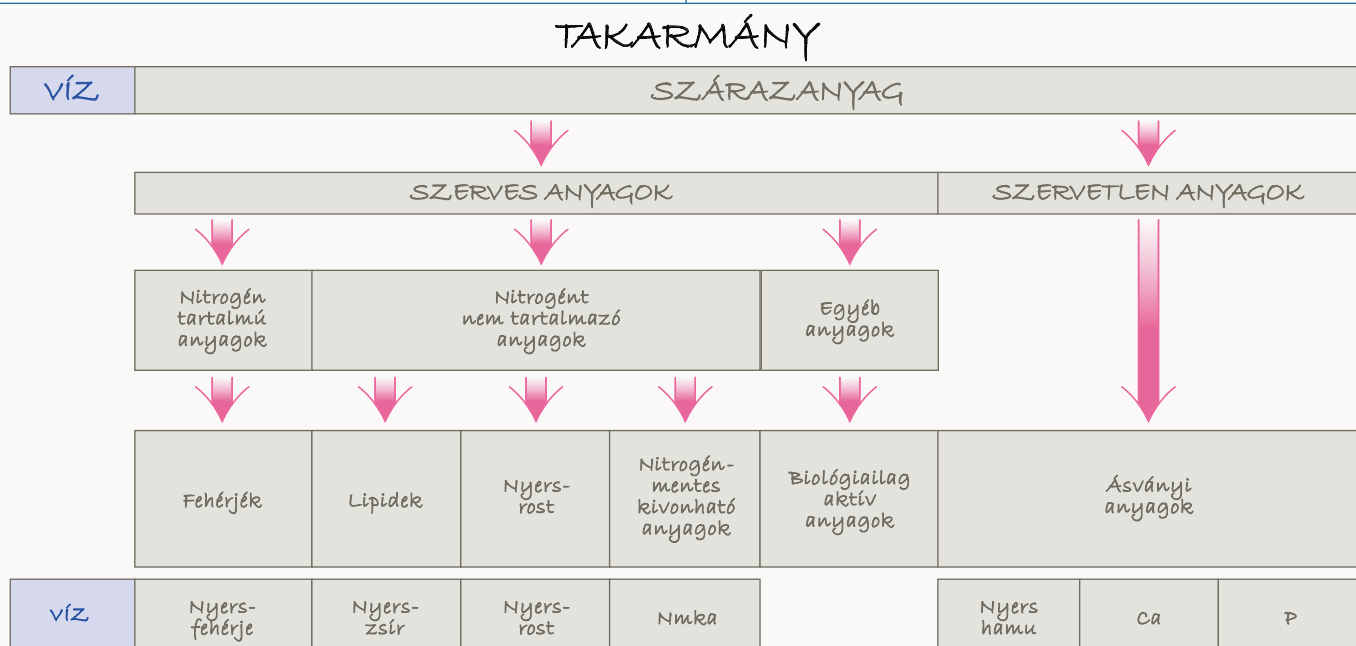 TAKARMÁNY
VÍZ
SZÁRAZANYAG
SZERVES ANYAGOK
SZERVETLEN ANYAGOK
Nitrogén
tartalmú
anyagok
Nitrogént
nem tartalmazó
anyagok
Egyéb
anyagok
Fehérjék
Lipidek
Nyers-
rost
Nitrogén-
mentes
kivonható
anyagok
Biológiailag
aktív
anyagok
Ásványi
anyagok
VÍZ
Nyers-
fehérje
Nyers-
zsír
Nyers-
rost
Nmka
Nyers
hamu
Ca
P